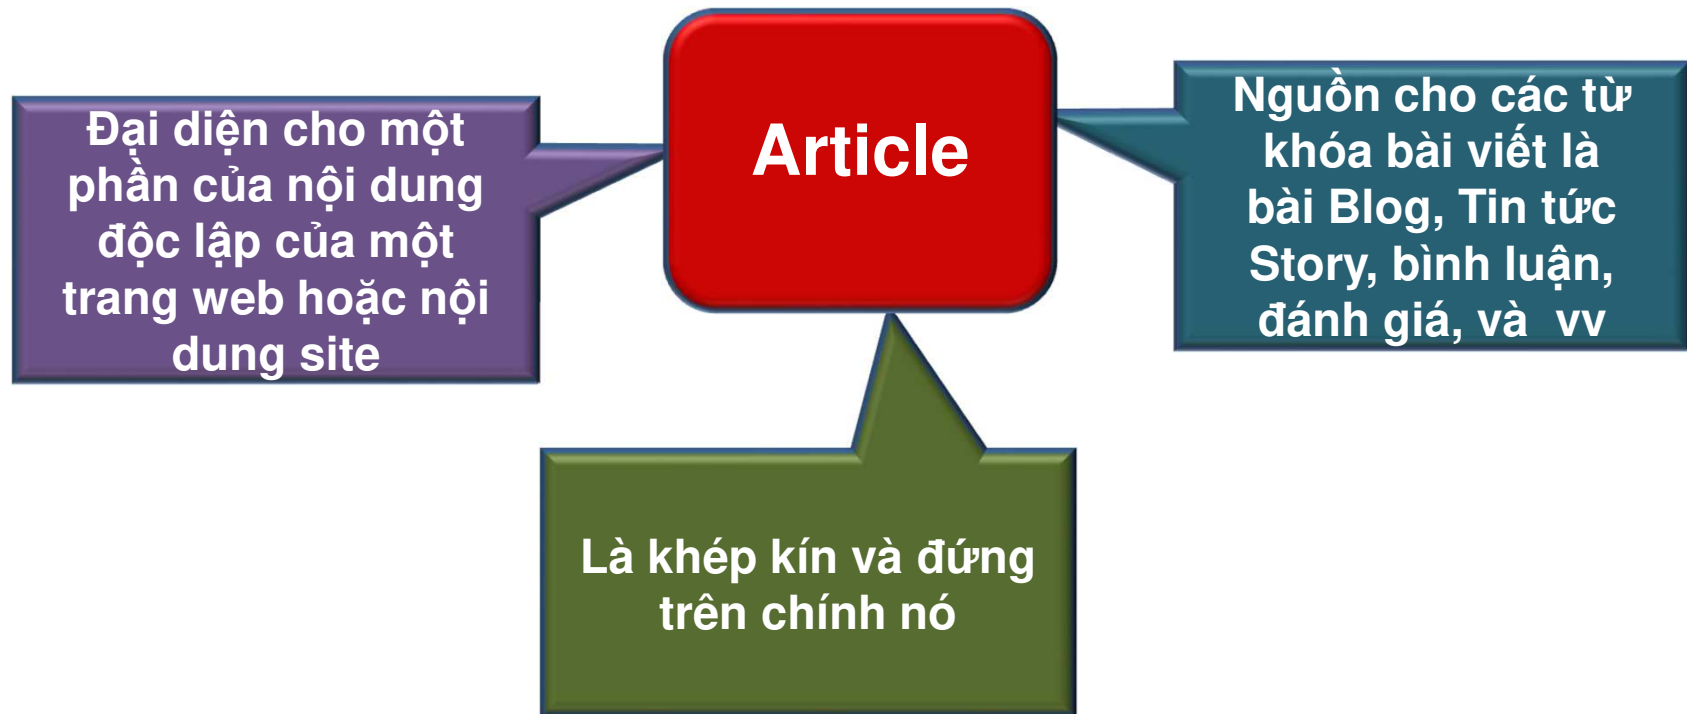 Article
Đại diện cho một
phần của nội dung
độc lập của một
trang web hoặc nội
dung site
Nguồn cho các từ
khóa bài viết là
bài Blog, Tin tức
Story, bình luận,
đánh giá, và  vv
Là khép kín và đứng
trên chính nó